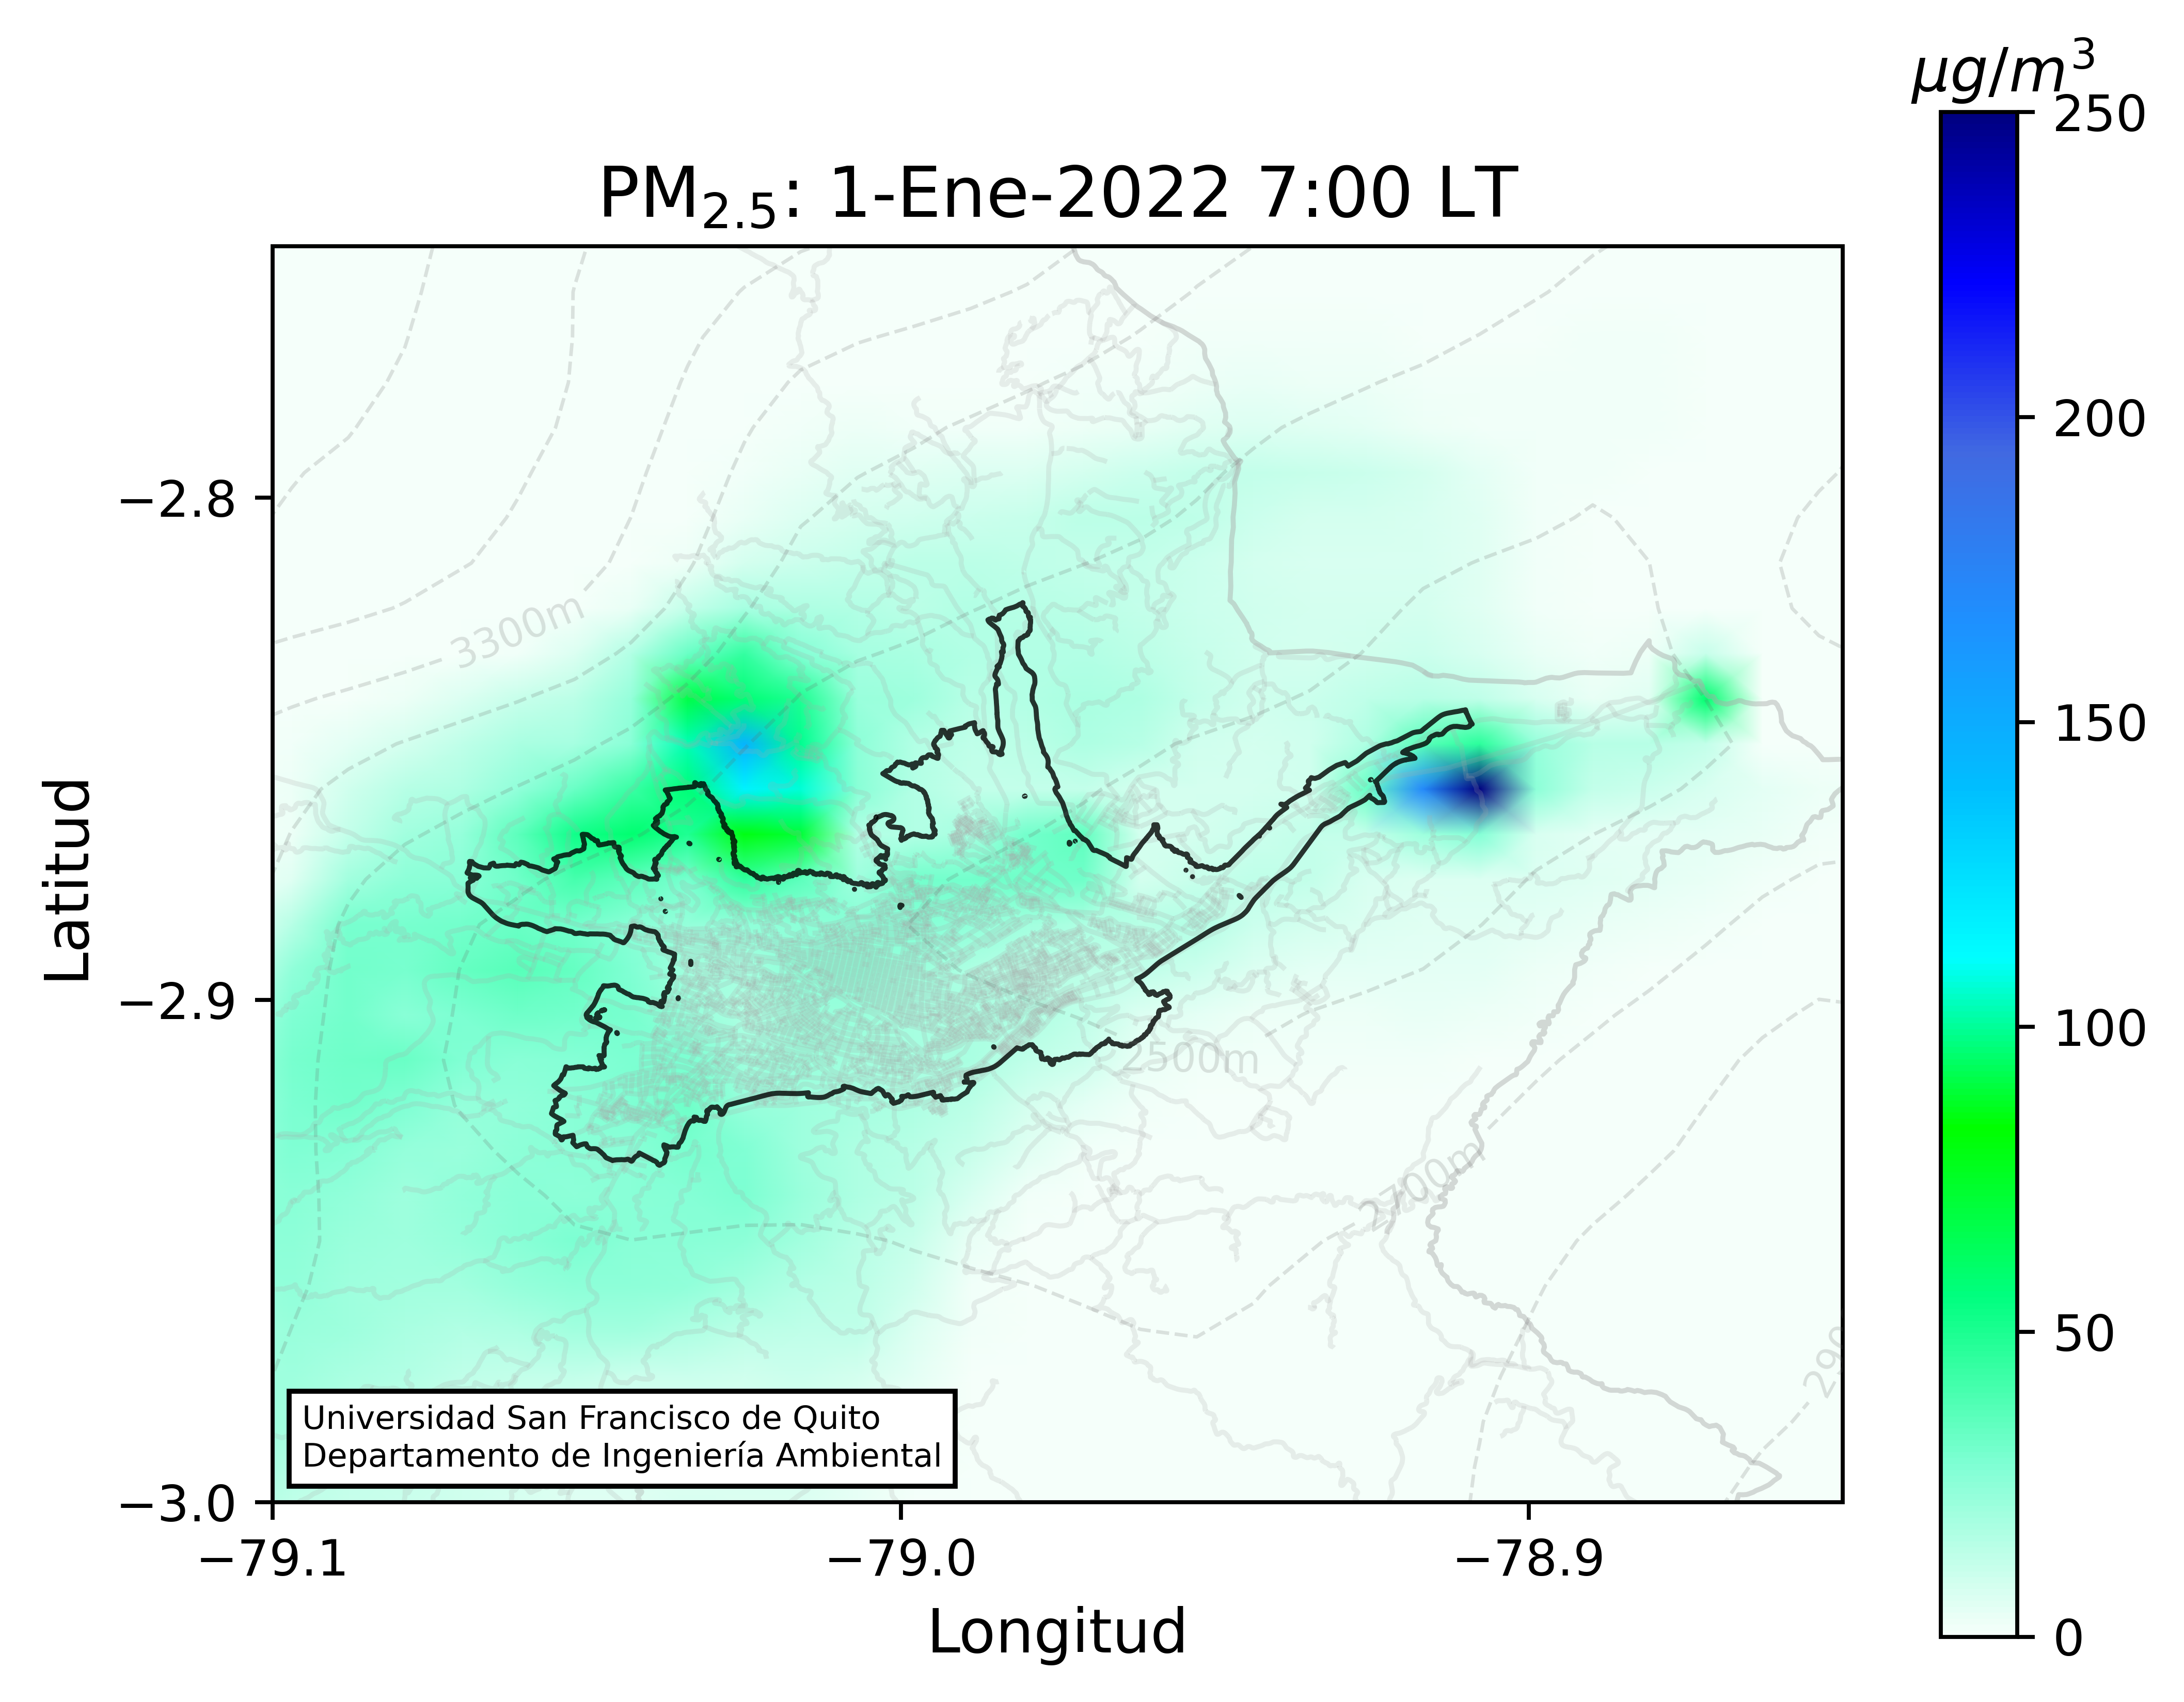 μg/m³
PM₂.₅: 1-Ene-2022 7:00 LT
250
200
150
100
50
0
Latitud
−2.8
−2.9
−3.0
3300m
2500m
2700m
Universidad San Francisco de Quito
Departamento de Ingeniería Ambiental
−79.1
−79.0
−78.9
Longitud